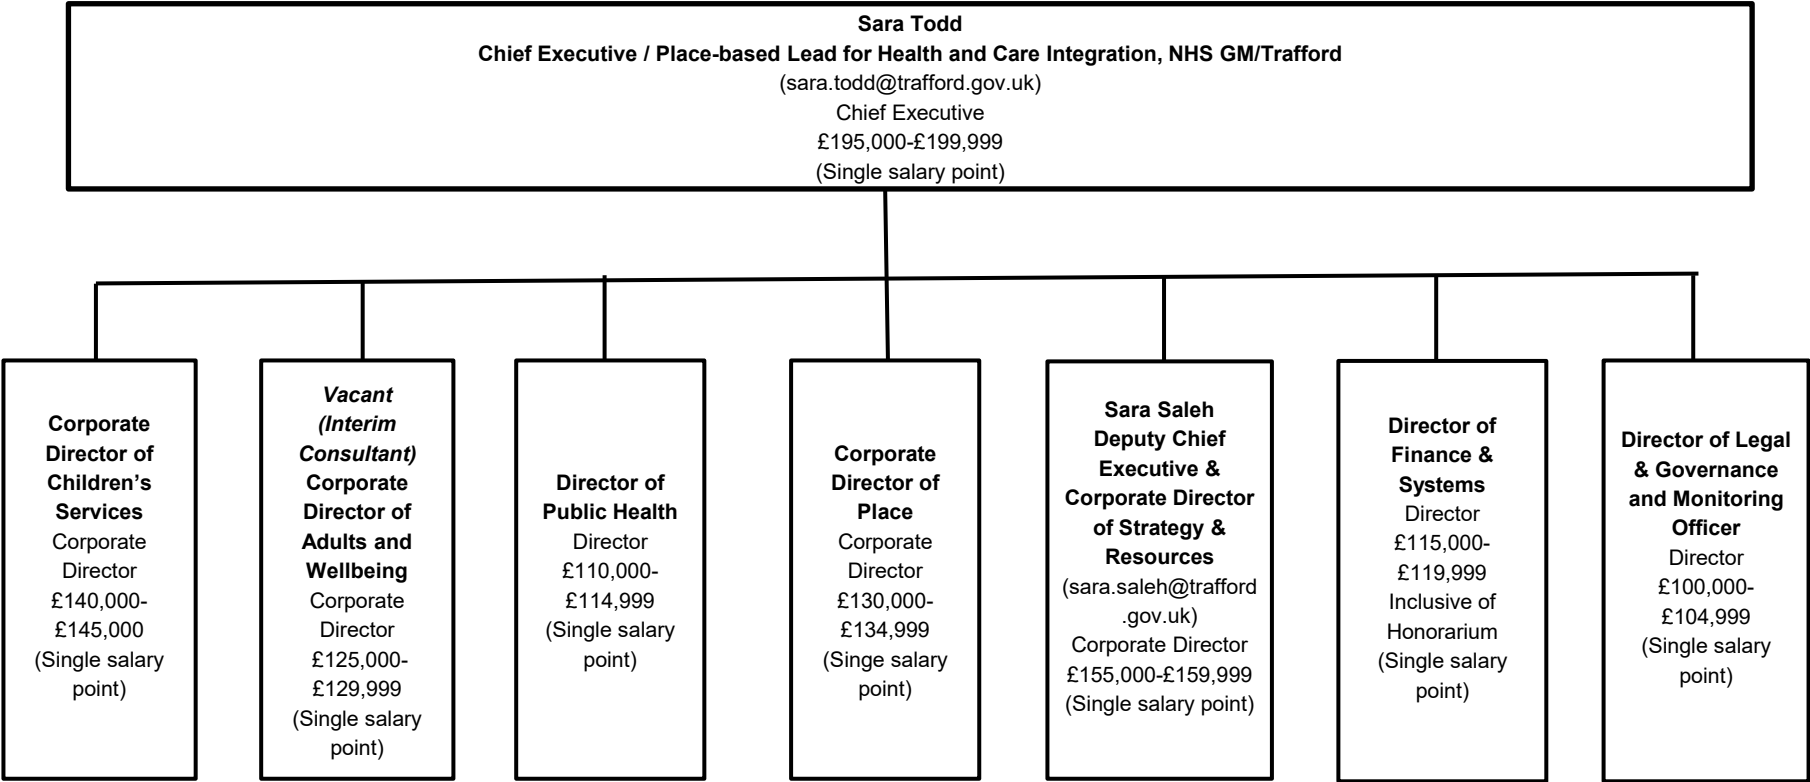 Sara Todd
Chief Executive / Place-based Lead for Health and Care Integration, NHS GM/Trafford
(sara.todd@trafford.gov.uk)
Chief Executive
£195,000-£199,999
(Single salary point)
Corporate
Director of
Children’s
Services
Corporate
Director
£140,000-
£145,000
(Single salary
point)
Vacant
(Interim
Consultant)
Corporate
Director of
Adults and
Wellbeing
Corporate
Director
£125,000-
£129,999
(Single salary
point)
Director of
Public Health
Director
£110,000-
£114,999
(Single salary
point)
Corporate
Director of
Place
Corporate
Director
£130,000-
£134,999
(Singe salary
point)
Sara Saleh
Deputy Chief
Executive &
Corporate Director
of Strategy &
Resources
(sara.saleh@trafford
.gov.uk)
Corporate Director
£155,000-£159,999
(Single salary point)
Director of
Finance &
Systems
Director
£115,000-
£119,999
Inclusive of
Honorarium
(Single salary
point)
Director of Legal
& Governance
and Monitoring
Officer
Director
£100,000-
£104,999
(Single salary
point)